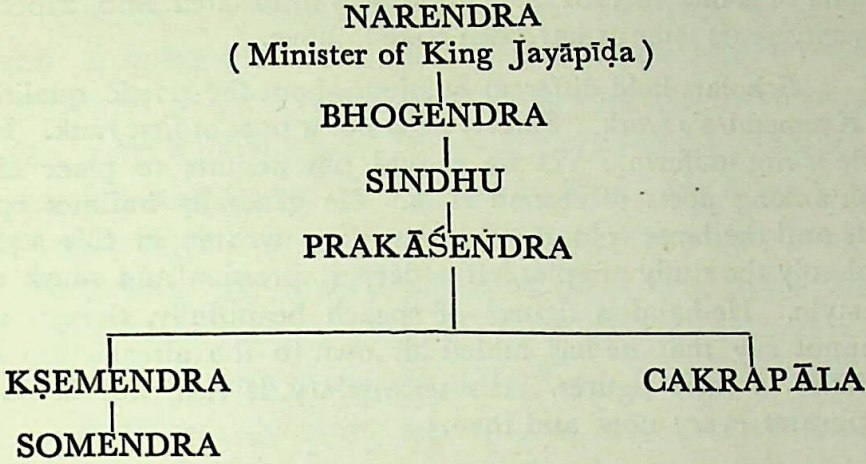 NARENDRA
( Minister of King Jayāpīḍa )
BHOGENDRA
SINDHU
PRAKĀŚENDRA
KṢEMENDRA CAKRAPĀLA
SOMENDRA